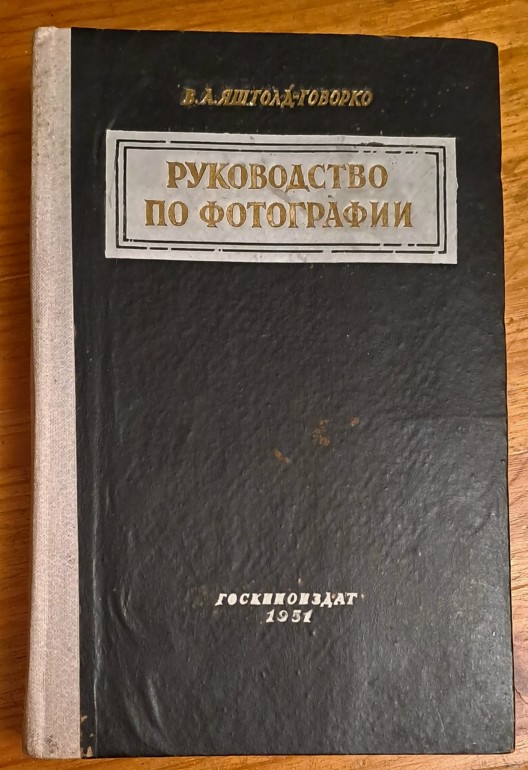 В.А.ЯШТОЛД-ГОВОРКО
РУКОВОДСТВО
ПО ФОТОГРАФИИ
ГОСКИНОИЗДАТ
1951